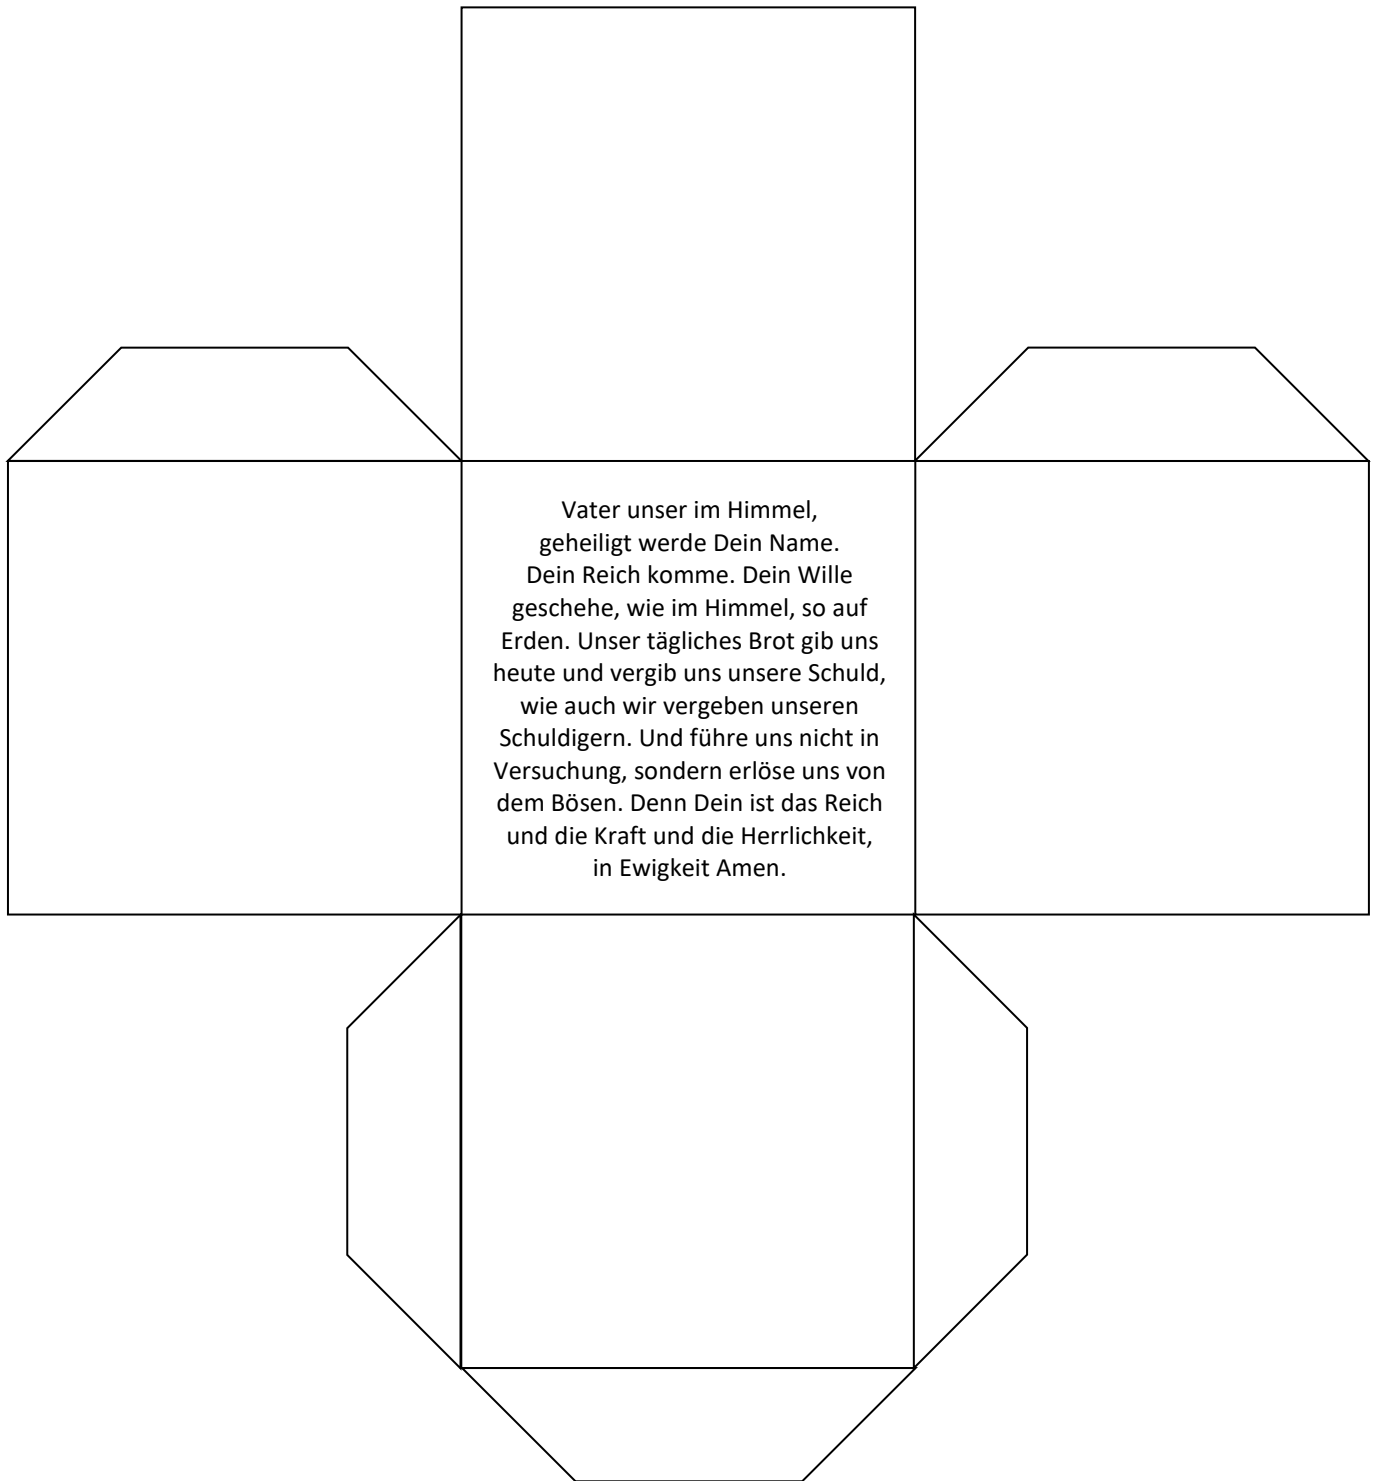 Vater unser im Himmel,
geheiligt werde Dein Name.
Dein Reich komme. Dein Wille
geschehe, wie im Himmel, so auf
Erden. Unser tägliches Brot gib uns
heute und vergib uns unsere Schuld,
wie auch wir vergeben unseren
Schuldigern. Und führe uns nicht in
Versuchung, sondern erlöse uns von
dem Bösen. Denn Dein ist das Reich
und die Kraft und die Herrlichkeit,
in Ewigkeit Amen.